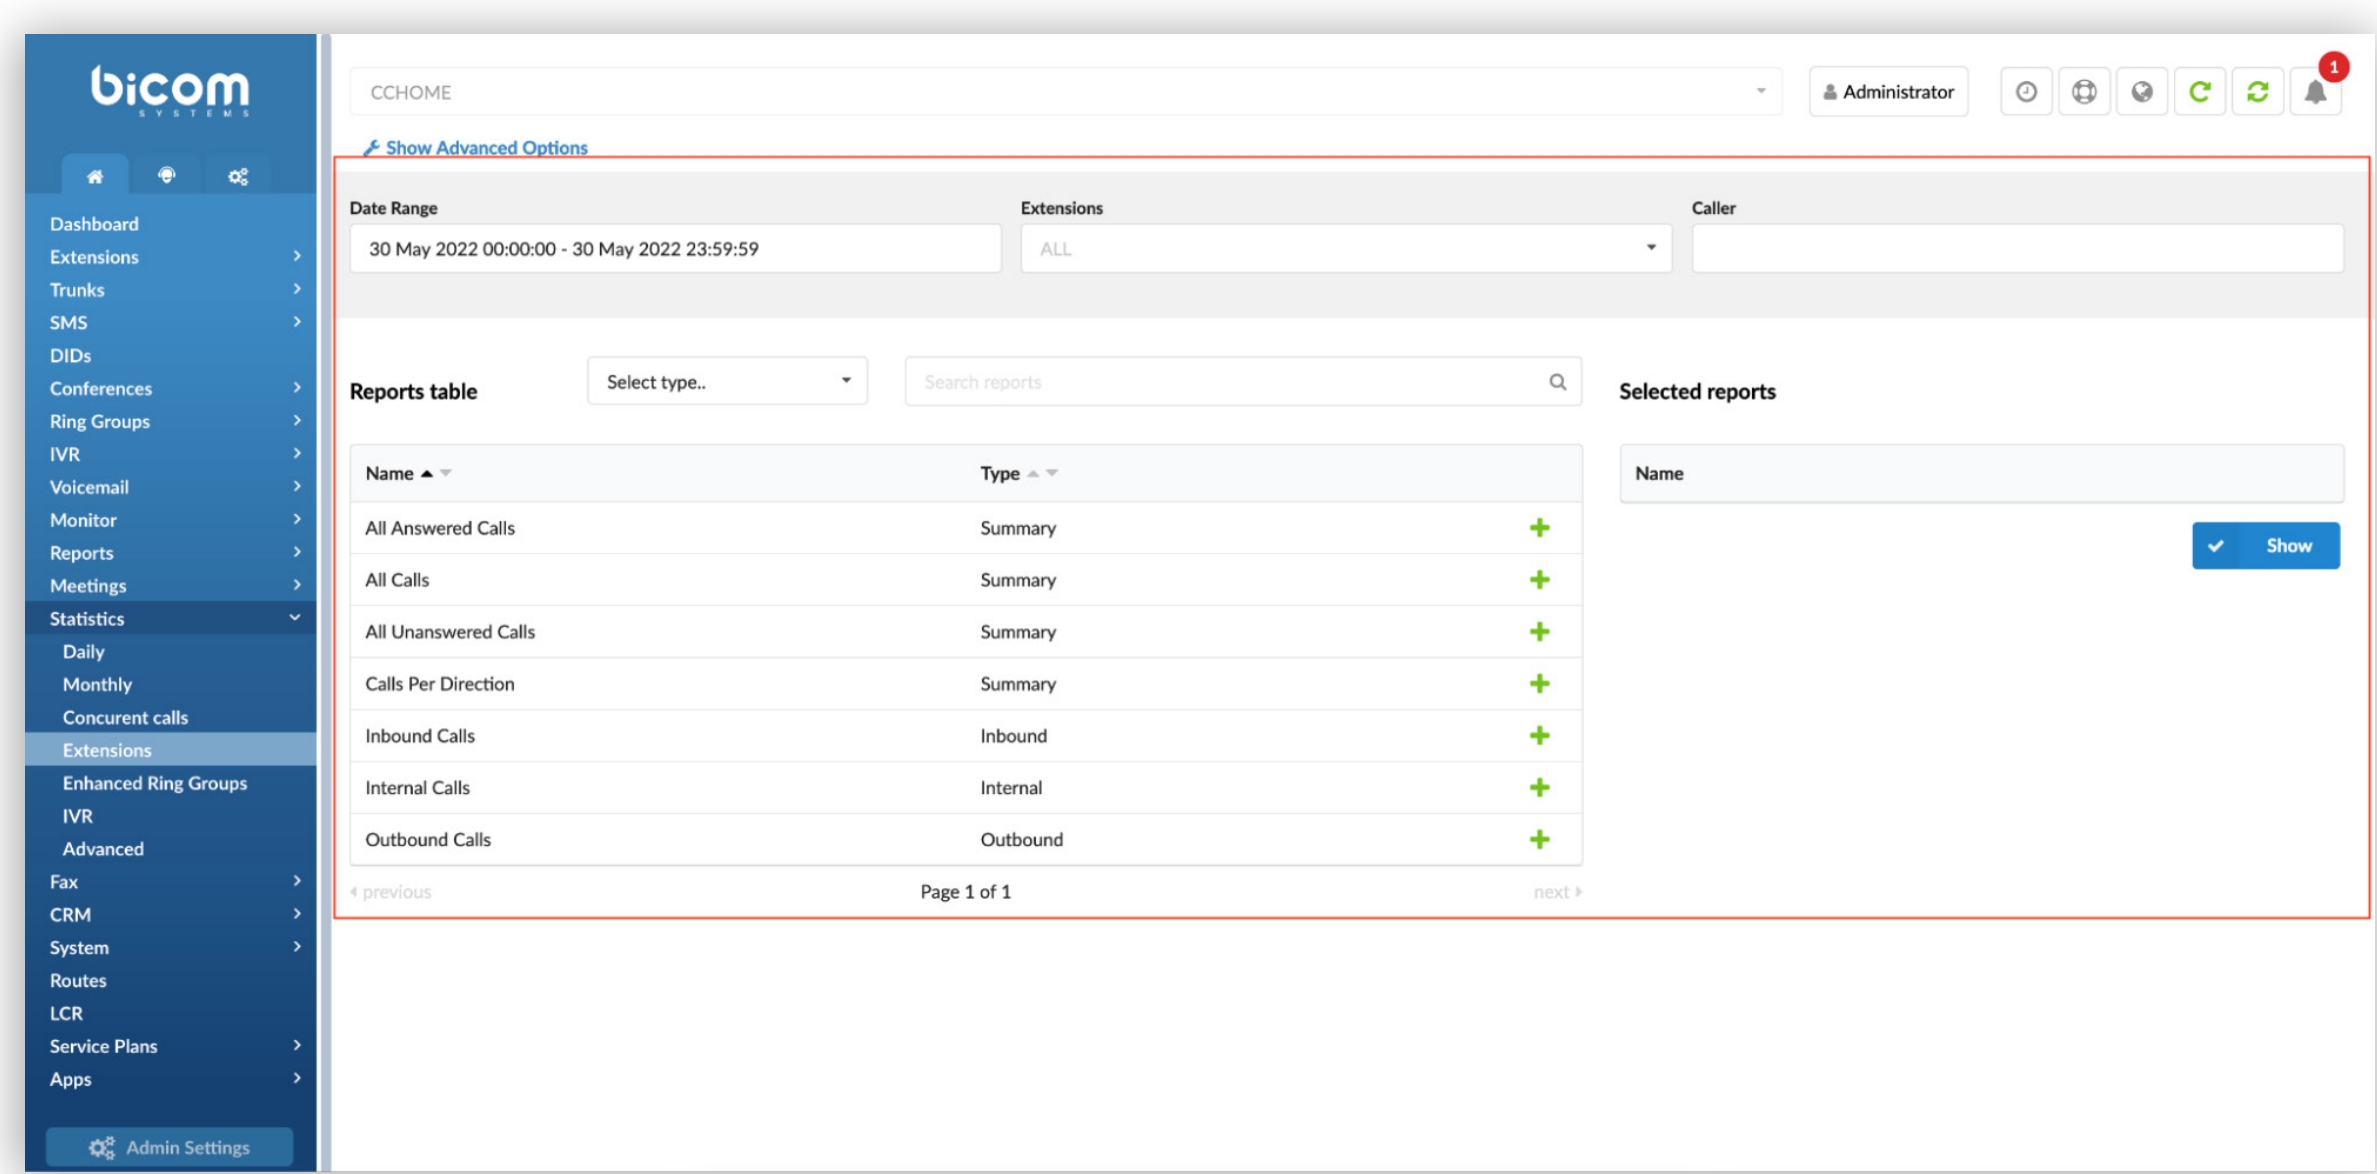 bicom
SYSTEMS
CCHOME
Administrator
1
Show Advanced Options
Dashboard
Extensions
Trunks
SMS
DIDs
Conferences
Ring Groups
IVR
Voicemail
Monitor
Reports
Meetings
Statistics
Daily
Monthly
Concurent calls
Extensions
Enhanced Ring Groups
IVR
Advanced
Fax
CRM
System
Routes
LCR
Service Plans
Apps
Admin Settings
Date Range
Extensions
Caller
30 May 2022 00:00:00 - 30 May 2022 23:59:59
ALL
Reports table
Select type..
Search reports
Selected reports
Name
Type
Name
All Answered Calls
Summary
Show
All Calls
Summary
All Unanswered Calls
Summary
Calls Per Direction
Summary
Inbound Calls
Inbound
Internal Calls
Internal
Outbound Calls
Outbound
previous
Page 1 of 1
next